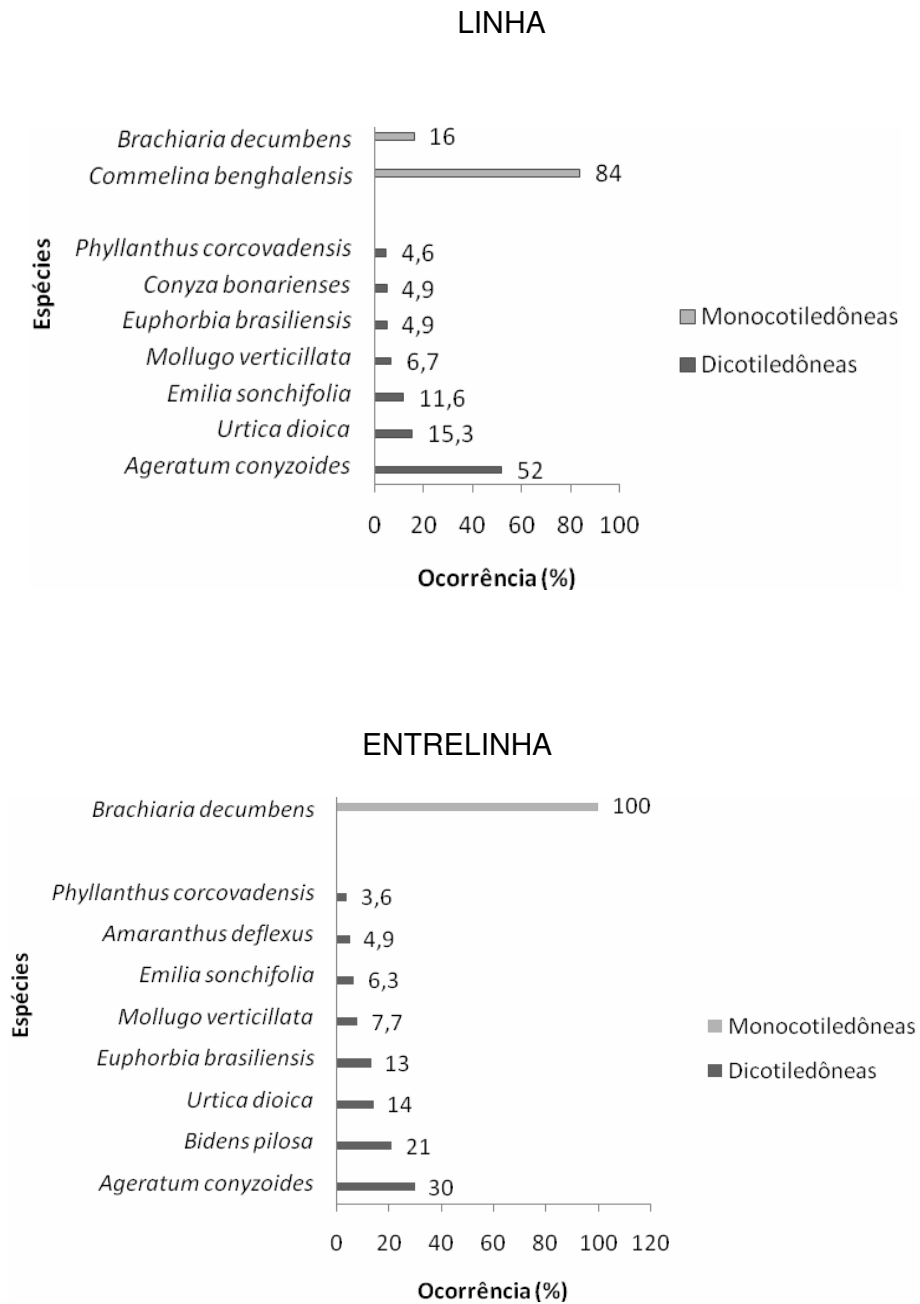 LINHA
Brachiaria decumbens 16
Commelina benghalensis 84
Phyllanthus corcovadensis 4,6
Conyza bonarienses 4,9
Euphorbia brasiliensis 4,9
Mollugo verticillata 6,7
Emilia sonchifolia 11,6
Urtica dioica 15,3
Ageratum conyzoides 52
Espécies
0 20 40 60 80 100
Ocorrência (%)
Monocotiledôneas
Dicotiledôneas
ENTRELINHA
Brachiaria decumbens 100
Phyllanthus corcovadensis 3,6
Amaranthus deflexus 4,9
Emilia sonchifolia 6,3
Mollugo verticillata 7,7
Euphorbia brasiliensis 13
Urtica dioica 14
Bidens pilosa 21
Ageratum conyzoides 30
Espécies
0 20 40 60 80 100 120
Ocorrência (%)
Monocotiledôneas
Dicotiledôneas